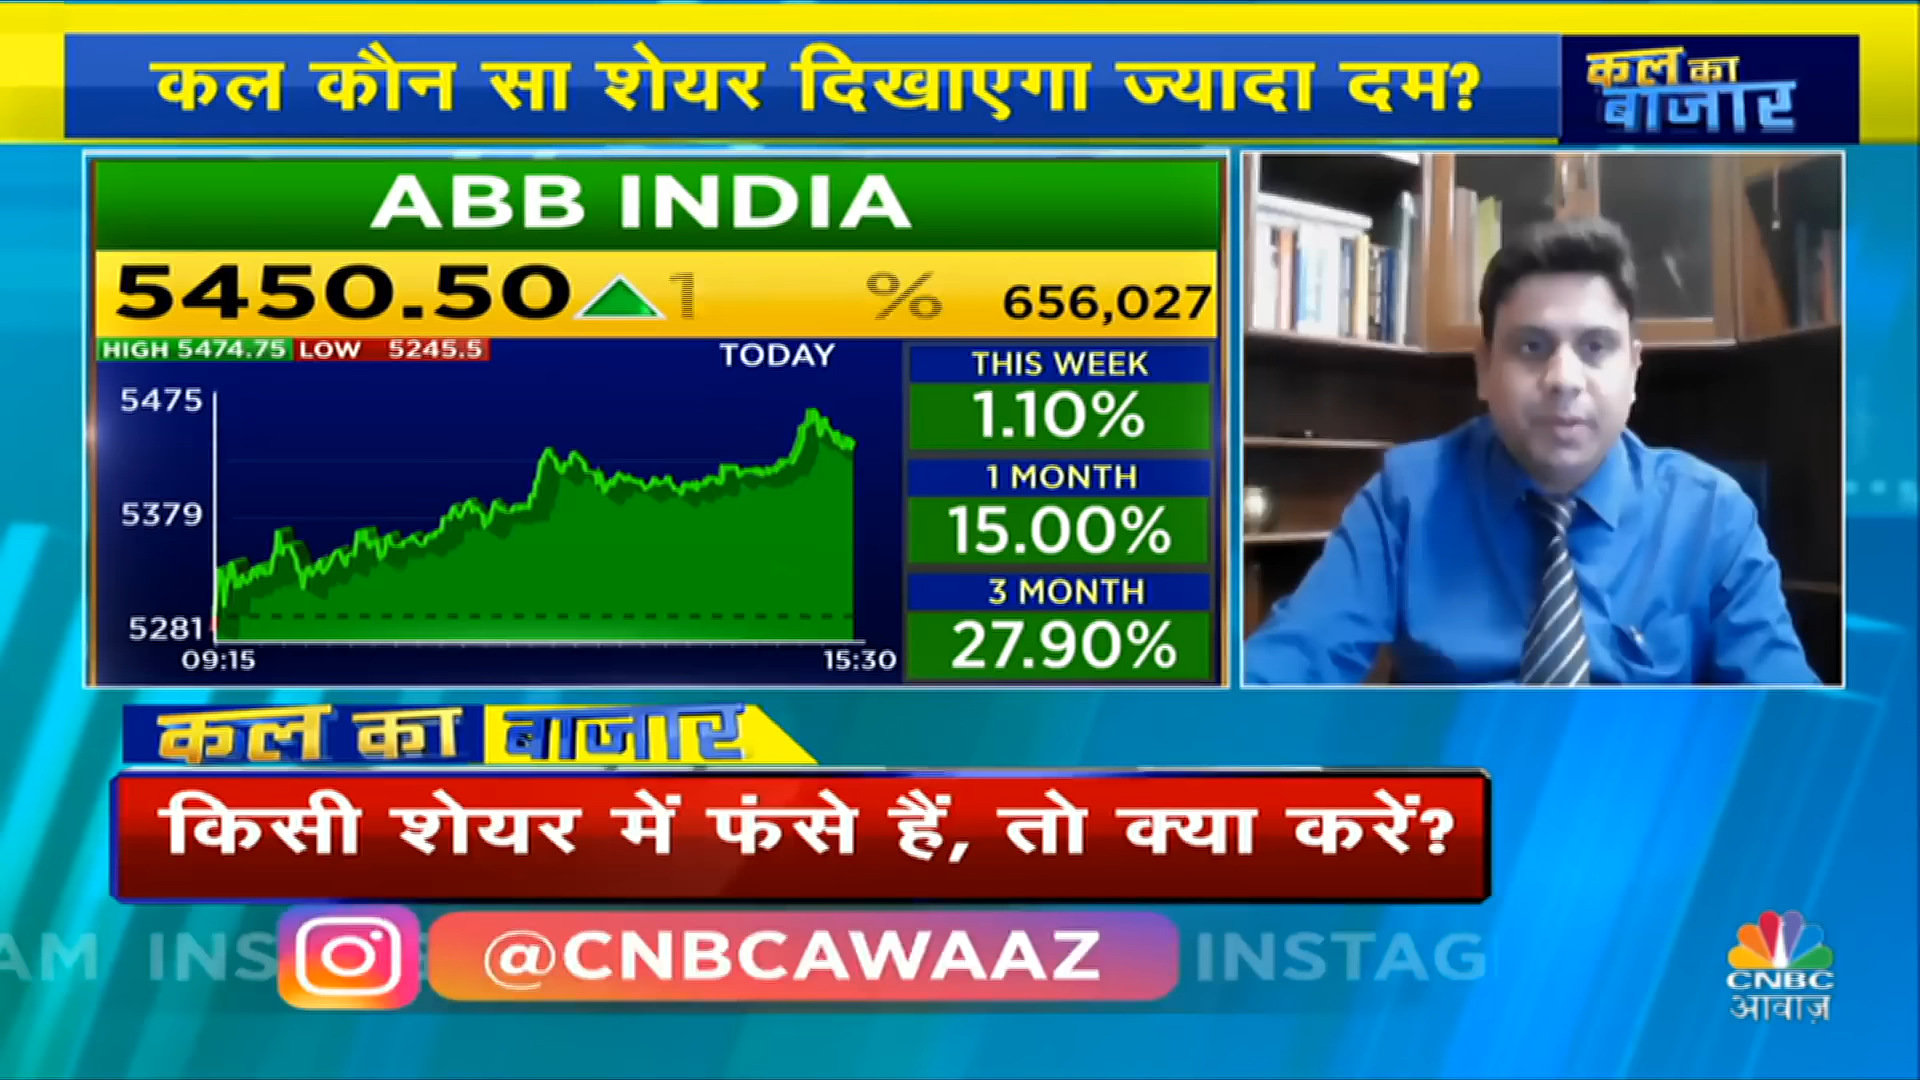 कल कौन सा शेयर दिखाएगा ज्यादा दम?
कल का
बाजार
ABB INDIA
5450.50 1 % 656,027
HIGH 5474.75 LOW 5245.5
TODAY
5475
5379
5281
09:15 15:30
THIS WEEK
1.10%
1 MONTH
15.00%
3 MONTH
27.90%
कल का बाजार
किसी शेयर में फंसे हैं, तो क्या करें?
AM INS @CNBCAWAAZ INSTAG
CNBC
आवाज़